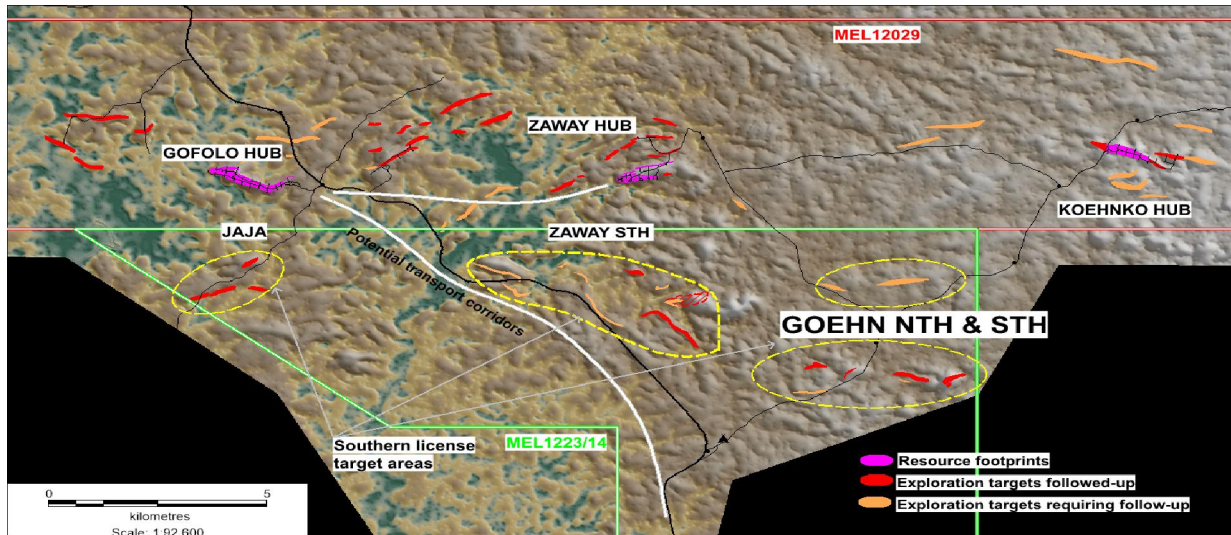 MEL12029
ZAWAY HUB
GOFOLO HUB
KOEHNKO HUB
JAJA
ZAWAY STH
Potential transport corridors
GOEHN NTH & STH
Southern license
target areas
MEL1223/14
Resource footprints
Exploration targets followed-up
Exploration targets requiring follow-up
0 5
kilometres
Scale: 1:92,600